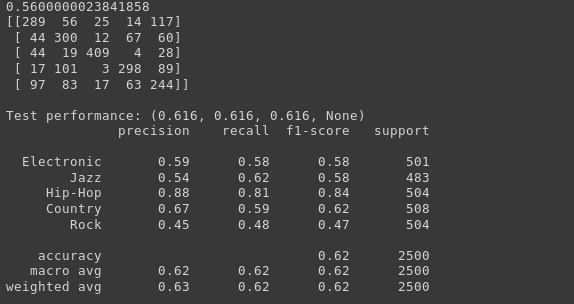 0.5600000023841858
[[289  56  25  14 117]
 [ 44 300  12  67  60]
 [ 44  19 409   4  28]
 [ 17 101   3 298  89]
 [ 97  83  17  63 244]]

Test performance: (0.616, 0.616, 0.616, None)
              precision    recall  f1-score   support

  Electronic       0.59      0.58      0.58       501
        Jazz       0.54      0.62      0.58       483
     Hip-Hop       0.88      0.81      0.84       504
     Country       0.67      0.59      0.62       508
        Rock       0.45      0.48      0.47       504

    accuracy                           0.62      2500
   macro avg       0.62      0.62      0.62      2500
weighted avg       0.63      0.62      0.62      2500